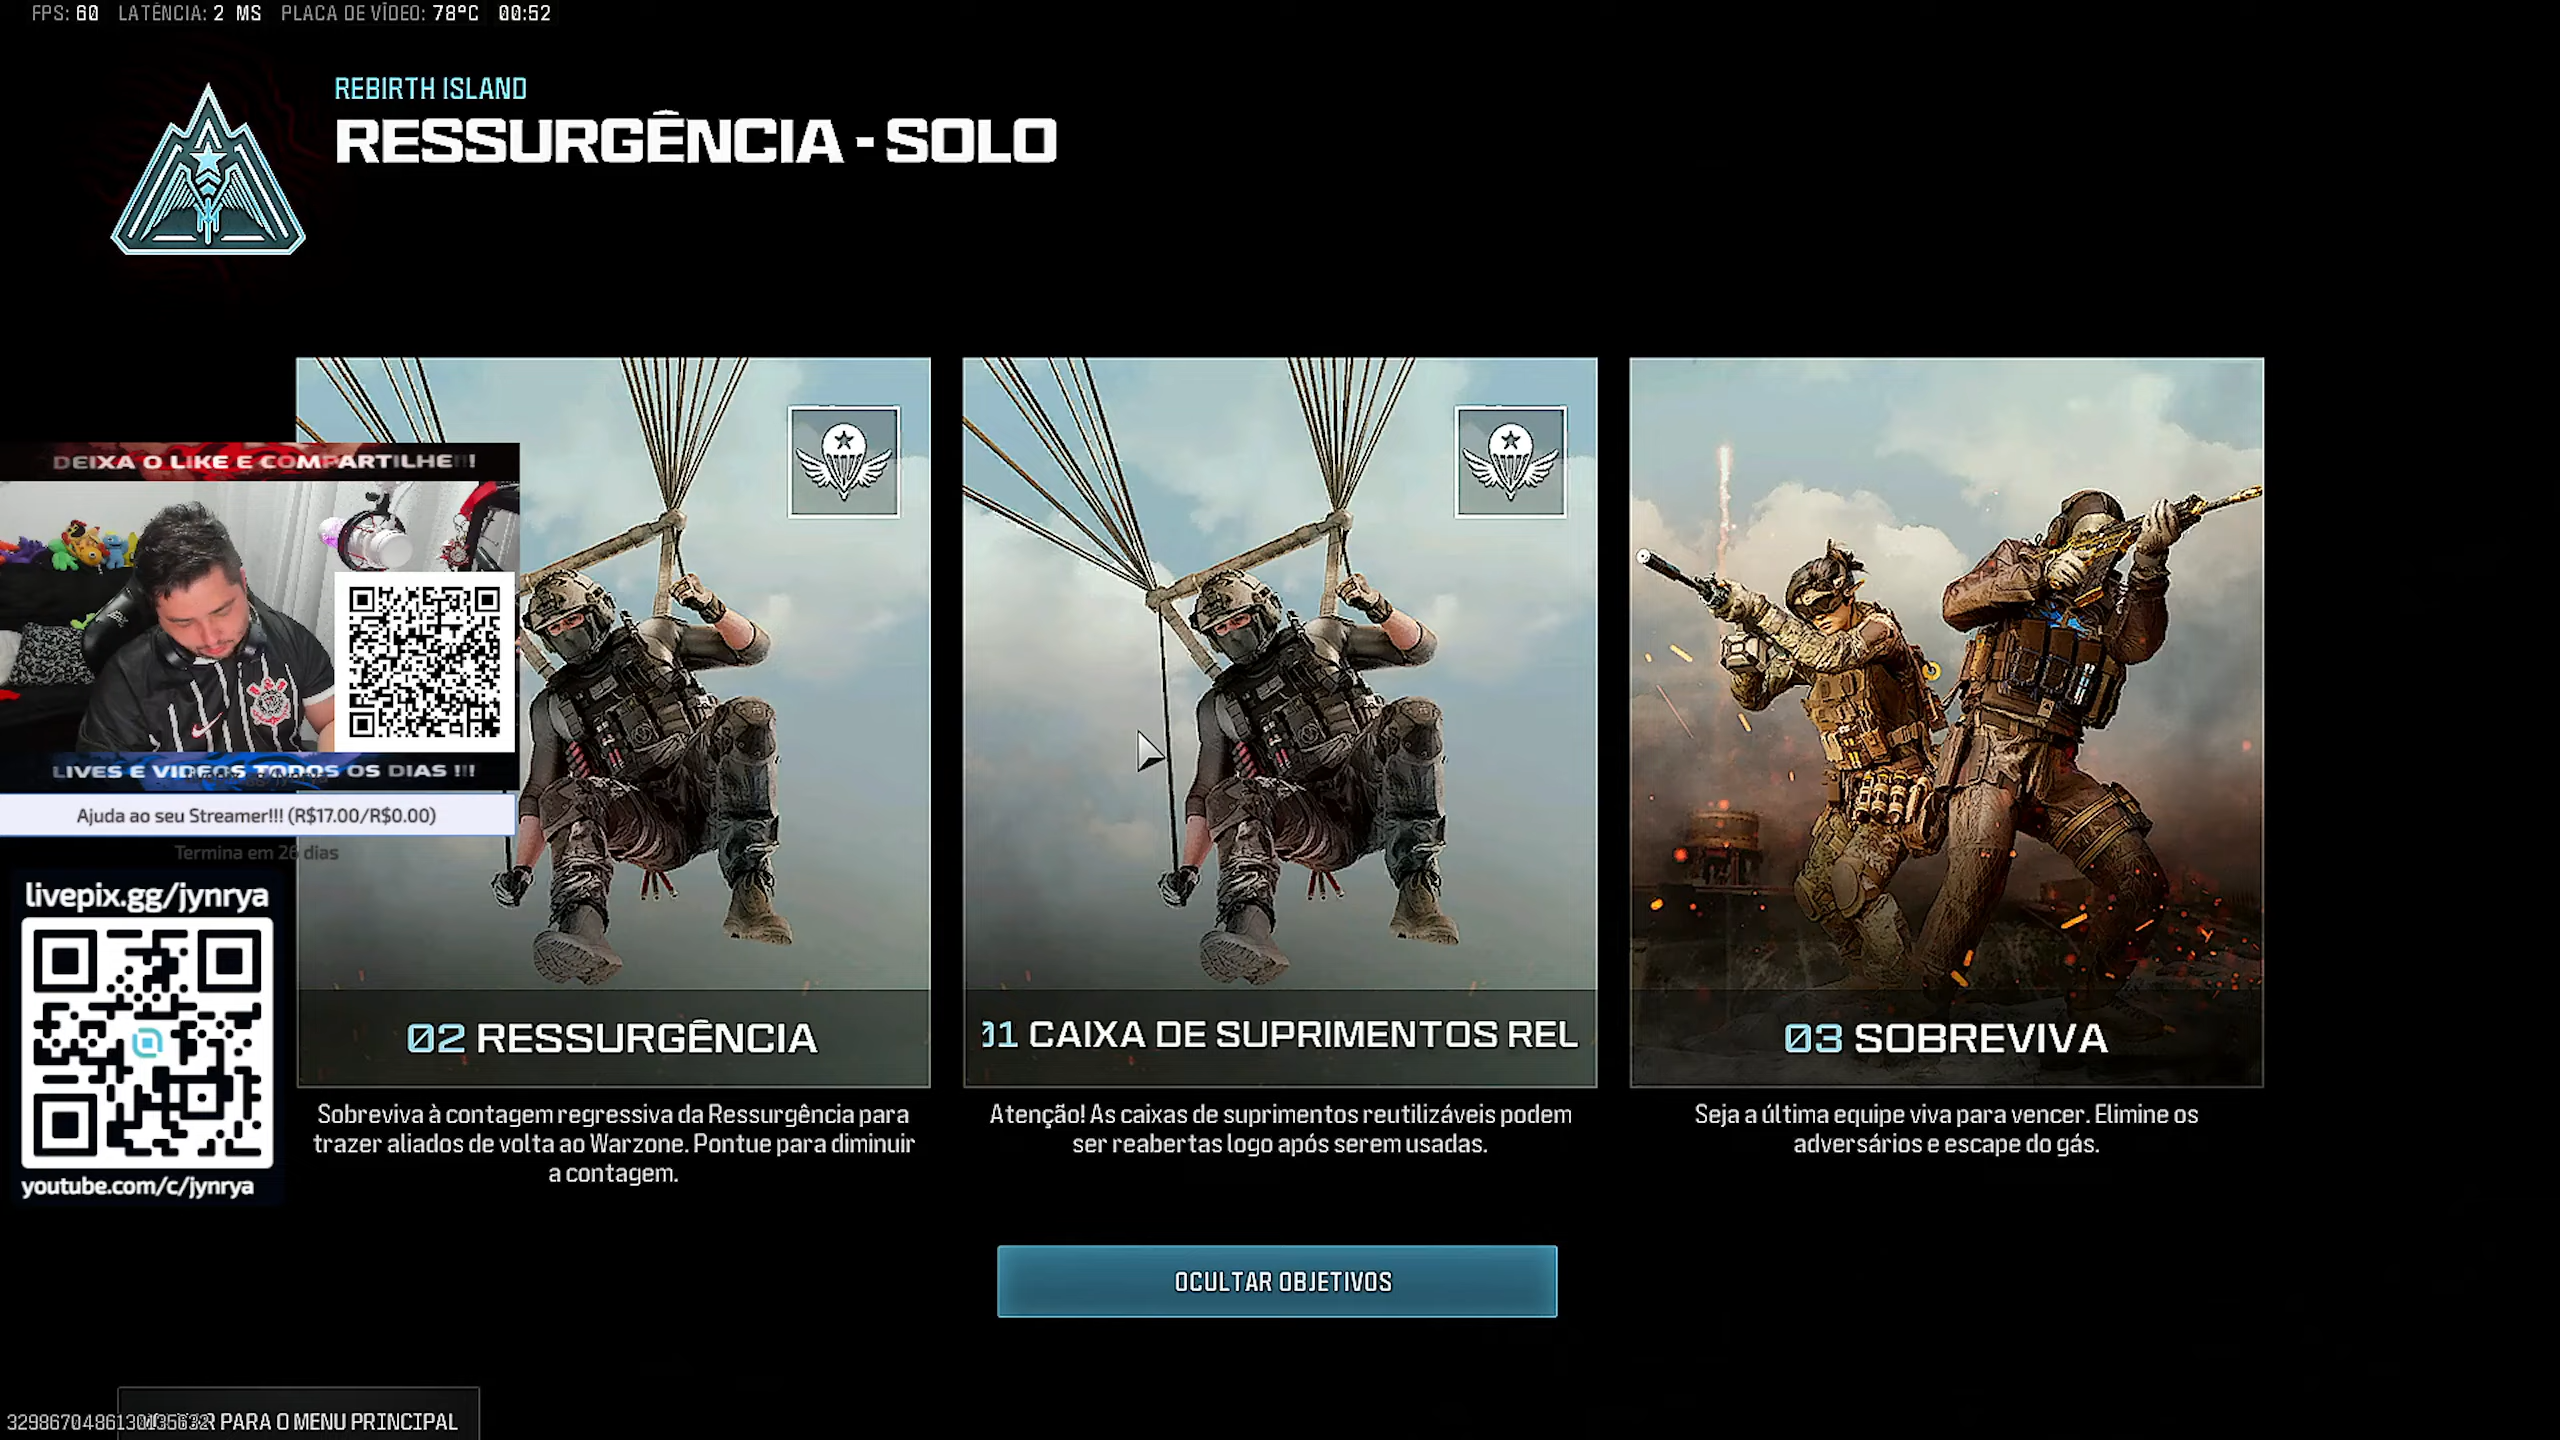 FPS: 60 LATÊNCIA: 2 MS PLACA DE VÍDEO: 78ºC 00:52
REBIRTH ISLAND
RESSURGÊNCIA - SOLO
DEIXA O LIKE E COMPARTILHE !!!
LIVES E VIDEOS TODOS OS DIAS !!!
Ajuda ao seu Streamer!!! (R$17.00/R$0.00)
Termina em 26 dias
livepix.gg/jynrya
youtube.com/c/jynrya
02 RESSURGÊNCIA
Sobreviva à contagem regressiva da Ressurgência para
trazer aliados de volta ao Warzone. Pontue para diminuir
a contagem.
01 CAIXA DE SUPRIMENTOS REL
Atenção! As caixas de suprimentos reutilizáveis podem
ser reabertas logo após serem usadas.
03 SOBREVIVA
Seja a última equipe viva para vencer. Elimine os
adversários e escape do gás.
OCULTAR OBJETIVOS
PARA O MENU PRINCIPAL